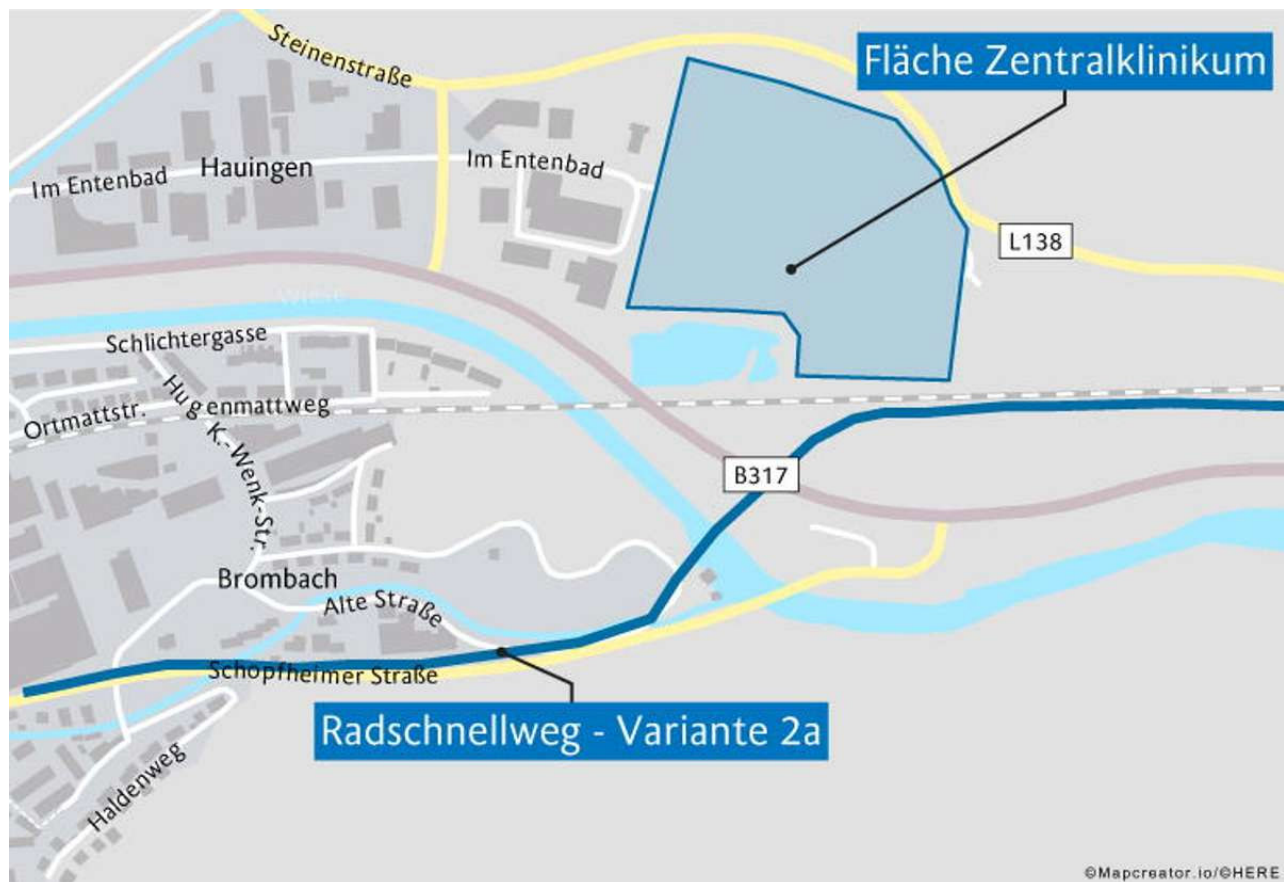 Steinenstraße
Fläche Zentralklinikum
Im Entenbad
Hauingen
Im Entenbad
L138
Wiese
Schlichtergasse
Hugenmattweg
Ortmattstr.
K.-Wenk-Str.
B317
Brombach
Alte Straße
Schopfheimer Straße
Radschnellweg - Variante 2a
Haldenweg
©Mapcreator.io/©HERE